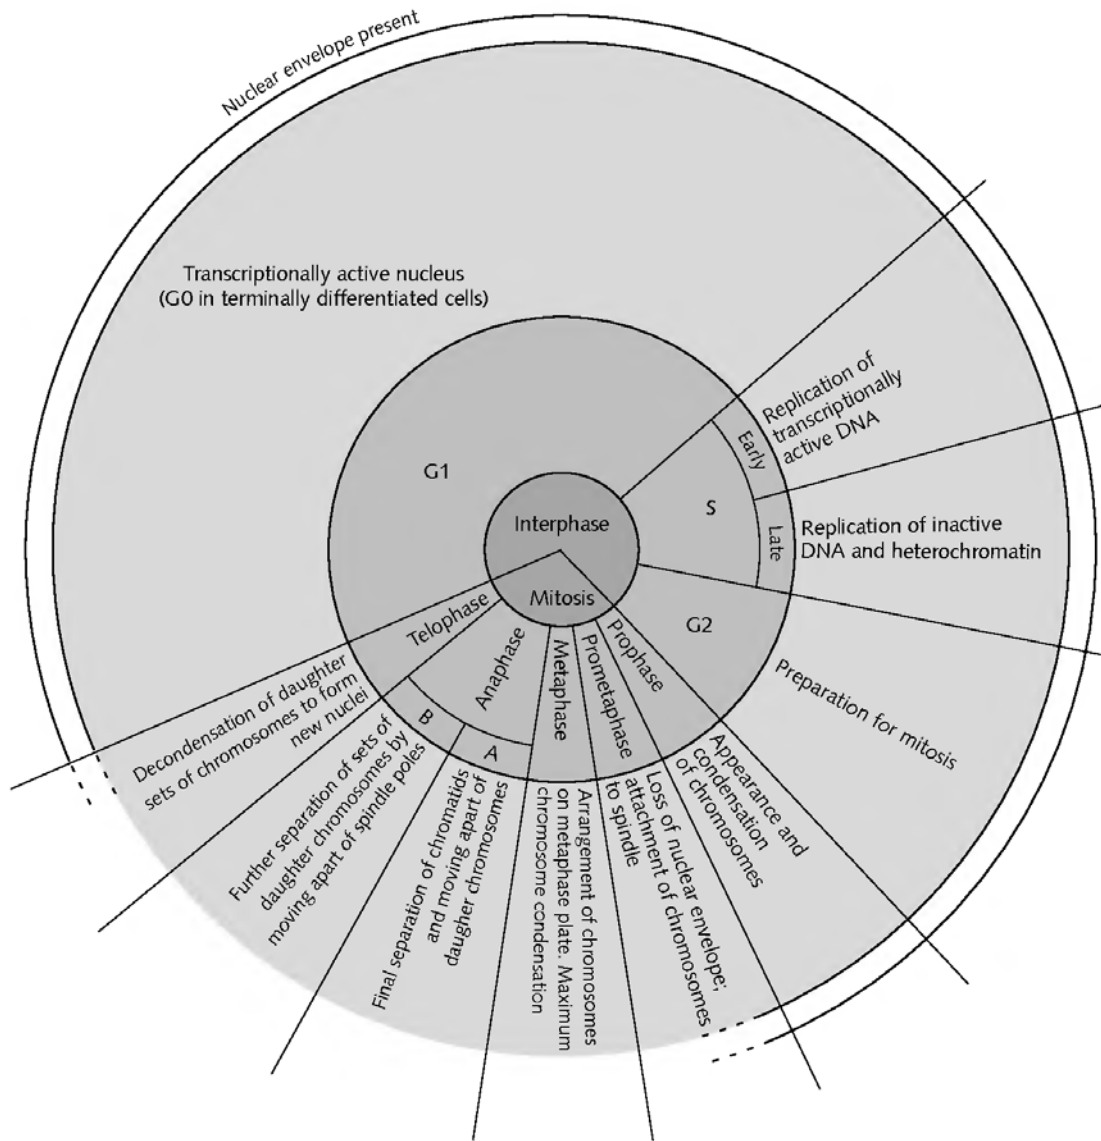 Nuclear envelope present
Transcriptionally active nucleus
(G0 in terminally differentiated cells)
G1
Interphase
Mitosis
S
Early
Late
Replication of
transcriptionally
active DNA
Replication of inactive
DNA and heterochromatin
G2
Preparation for mitosis
Prophase
Appearance and
condensation
of chromosomes
Prometaphase
Loss of nuclear envelope;
attachment of chromosomes
to spindle
Metaphase
Arrangement of chromosomes
on metaphase plate. Maximum
chromosome condensation
Anaphase
A
Final separation of chromatids
and moving apart of
daugher chromosomes
B
Further separation of sets of
daughter chromosomes by
moving apart of spindle poles
Telophase
Decondensation of daughter
sets of chromosomes to form
new nuclei